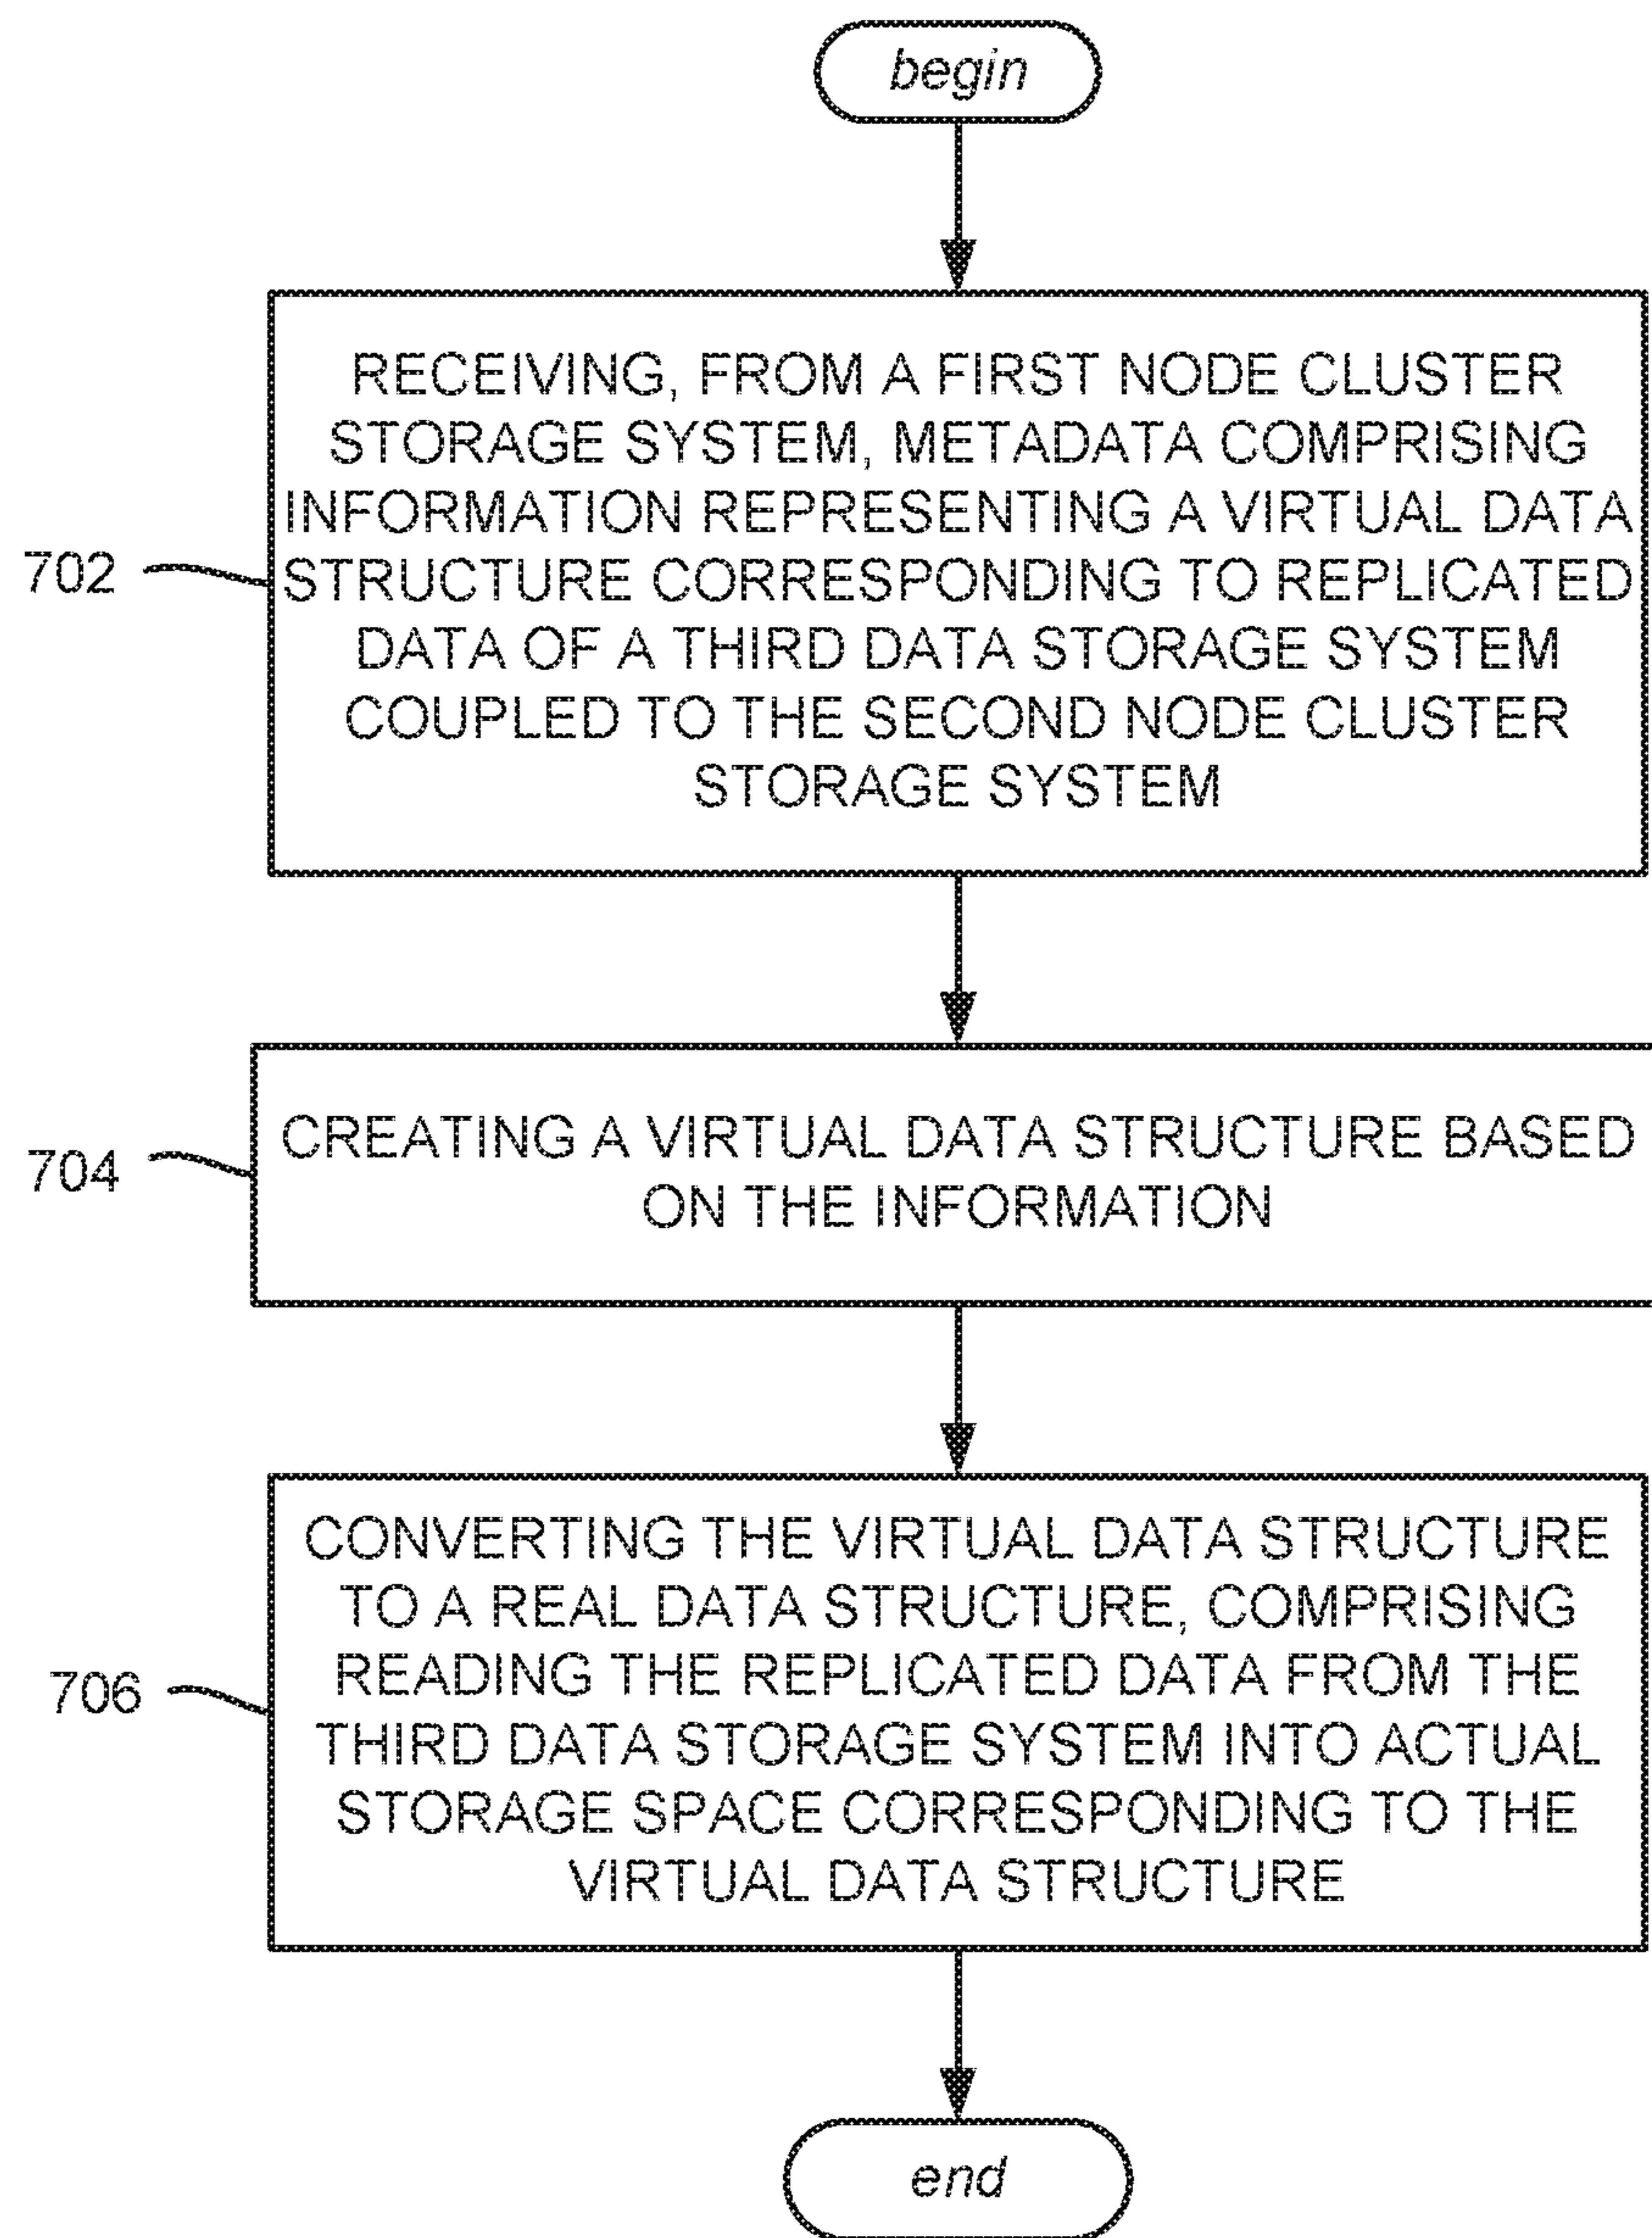 begin
RECEIVING, FROM A FIRST NODE CLUSTER
STORAGE SYSTEM, METADATA COMPRISING
INFORMATION REPRESENTING A VIRTUAL DATA
702
STRUCTURE CORRESPONDING TO REPLICATED
DATA OF A THIRD DATA STORAGE SYSTEM
COUPLED TO THE SECOND NODE CLUSTER
STORAGE SYSTEM
704
CREATING A VIRTUAL DATA STRUCTURE BASED
ON THE INFORMATION
CONVERTING THE VIRTUAL DATA STRUCTURE
TO A REAL DATA STRUCTURE, COMPRISING
READING THE REPLICATED DATA FROM THE
706
THIRD DATA STORAGE SYSTEM INTO ACTUAL
STORAGE SPACE CORRESPONDING TO THE
VIRTUAL DATA STRUCTURE
end